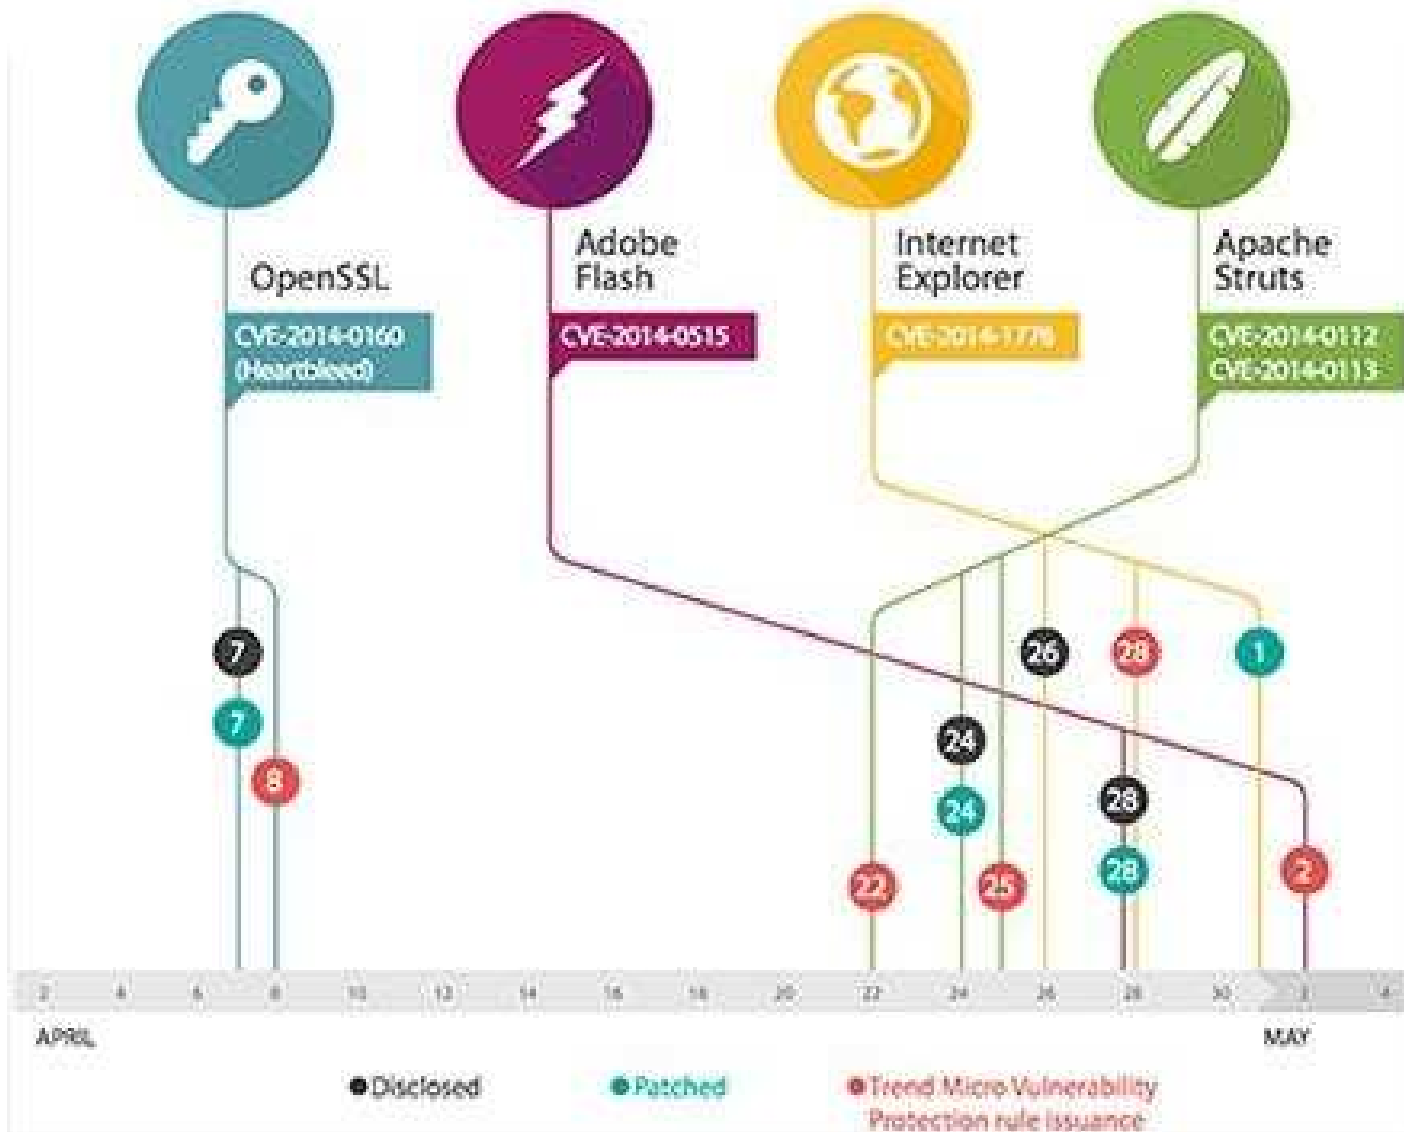 OpenSSL
CVE-2014-0160
(Heartbleed)
Adobe
Flash
CVE-2014-0515
Internet
Explorer
CVE-2014-1776
Apache
Struts
CVE-2014-0112
CVE-2014-0113
7
7
8
26
28
1
24
24
28
28
22
25
2
2 4 6 8 10 12 14 16 18 20 22 24 26 28 30 2 4
APRIL
MAY
Disclosed
Patched
Trend Micro Vulnerability
Protection rule issuance